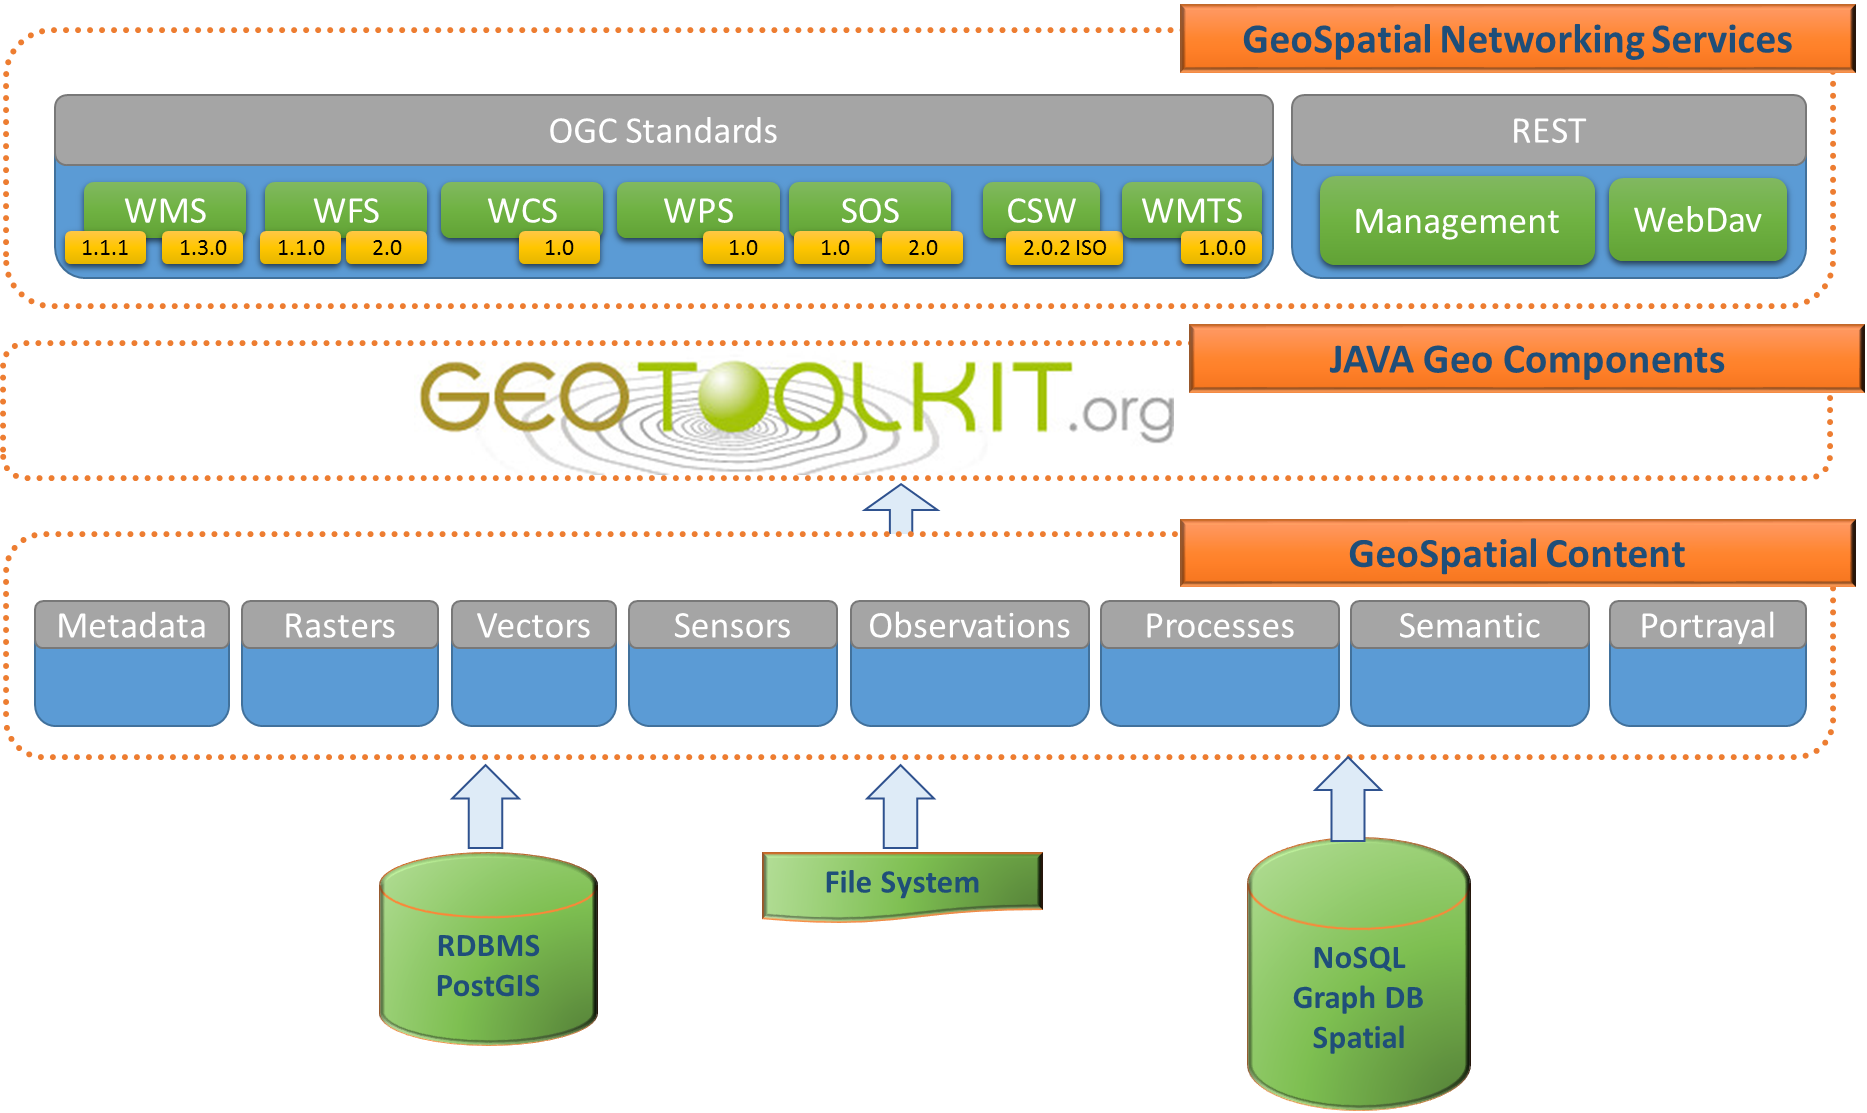 GeoSpatial Networking Services
OGC Standards
REST
WMS
WFS
WCS
WPS
SOS
CSW
WMTS
Management
WebDav
1.1.1
1.3.0
1.1.0
2.0
1.0
1.0
1.0
2.0
2.0.2 ISO
1.0.0
JAVA Geo Components
GEOTOOLKIT.org
GeoSpatial Content
Metadata
Rasters
Vectors
Sensors
Observations
Processes
Semantic
Portrayal
File System
RDBMS
PostGIS
NoSQL
Graph DB
Spatial